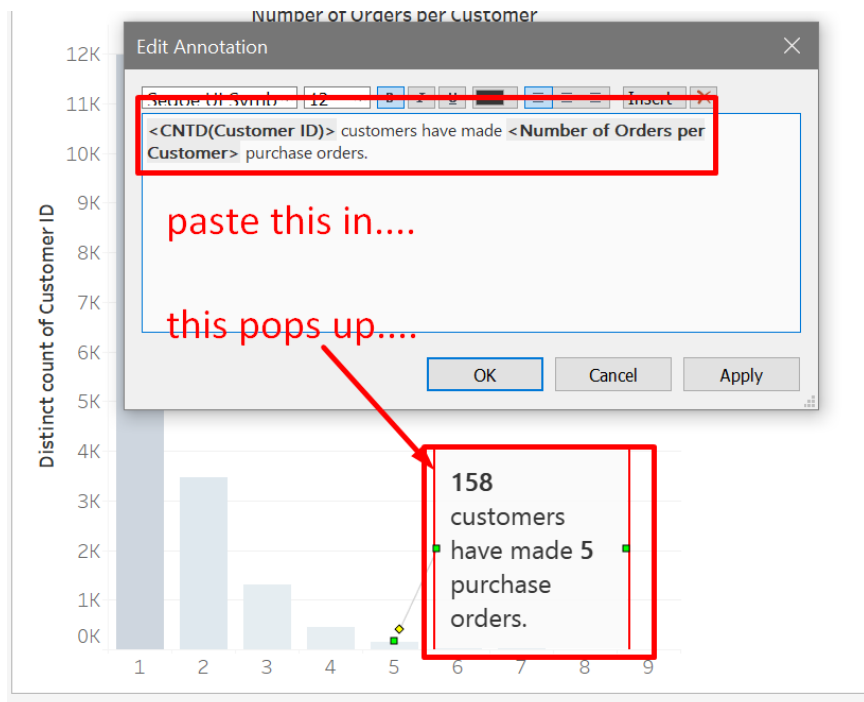 Number of Orders per Customer
Edit Annotation
12
Insert
<CNTD(Customer ID)> customers have made <Number of Orders per
Customer> purchase orders.
paste this in....
this pops up....
OK
Cancel
Apply
Distinct count of Customer ID
12K
11K
10K
9K
8K
7K
6K
5K
4K
3K
2K
1K
0K
158
customers
have made 5
purchase
orders.
1
2
3
4
5
6
7
8
9